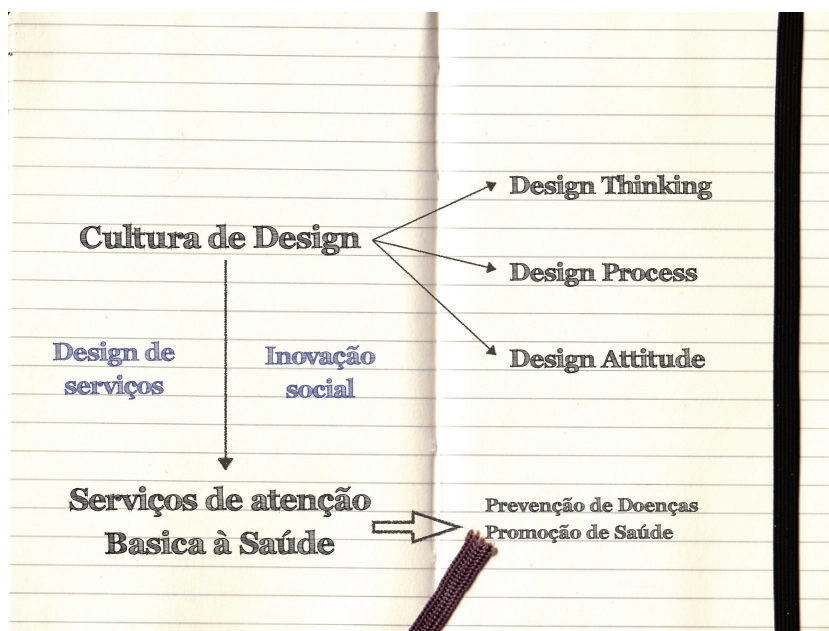 Design Thinking
Cultura de Design
Design Process
Design de
serviços
Inovação
social
Design Attitude
Serviços de atenção
Basica à Saúde
Prevenção de Doenças
Promoção de Saúde